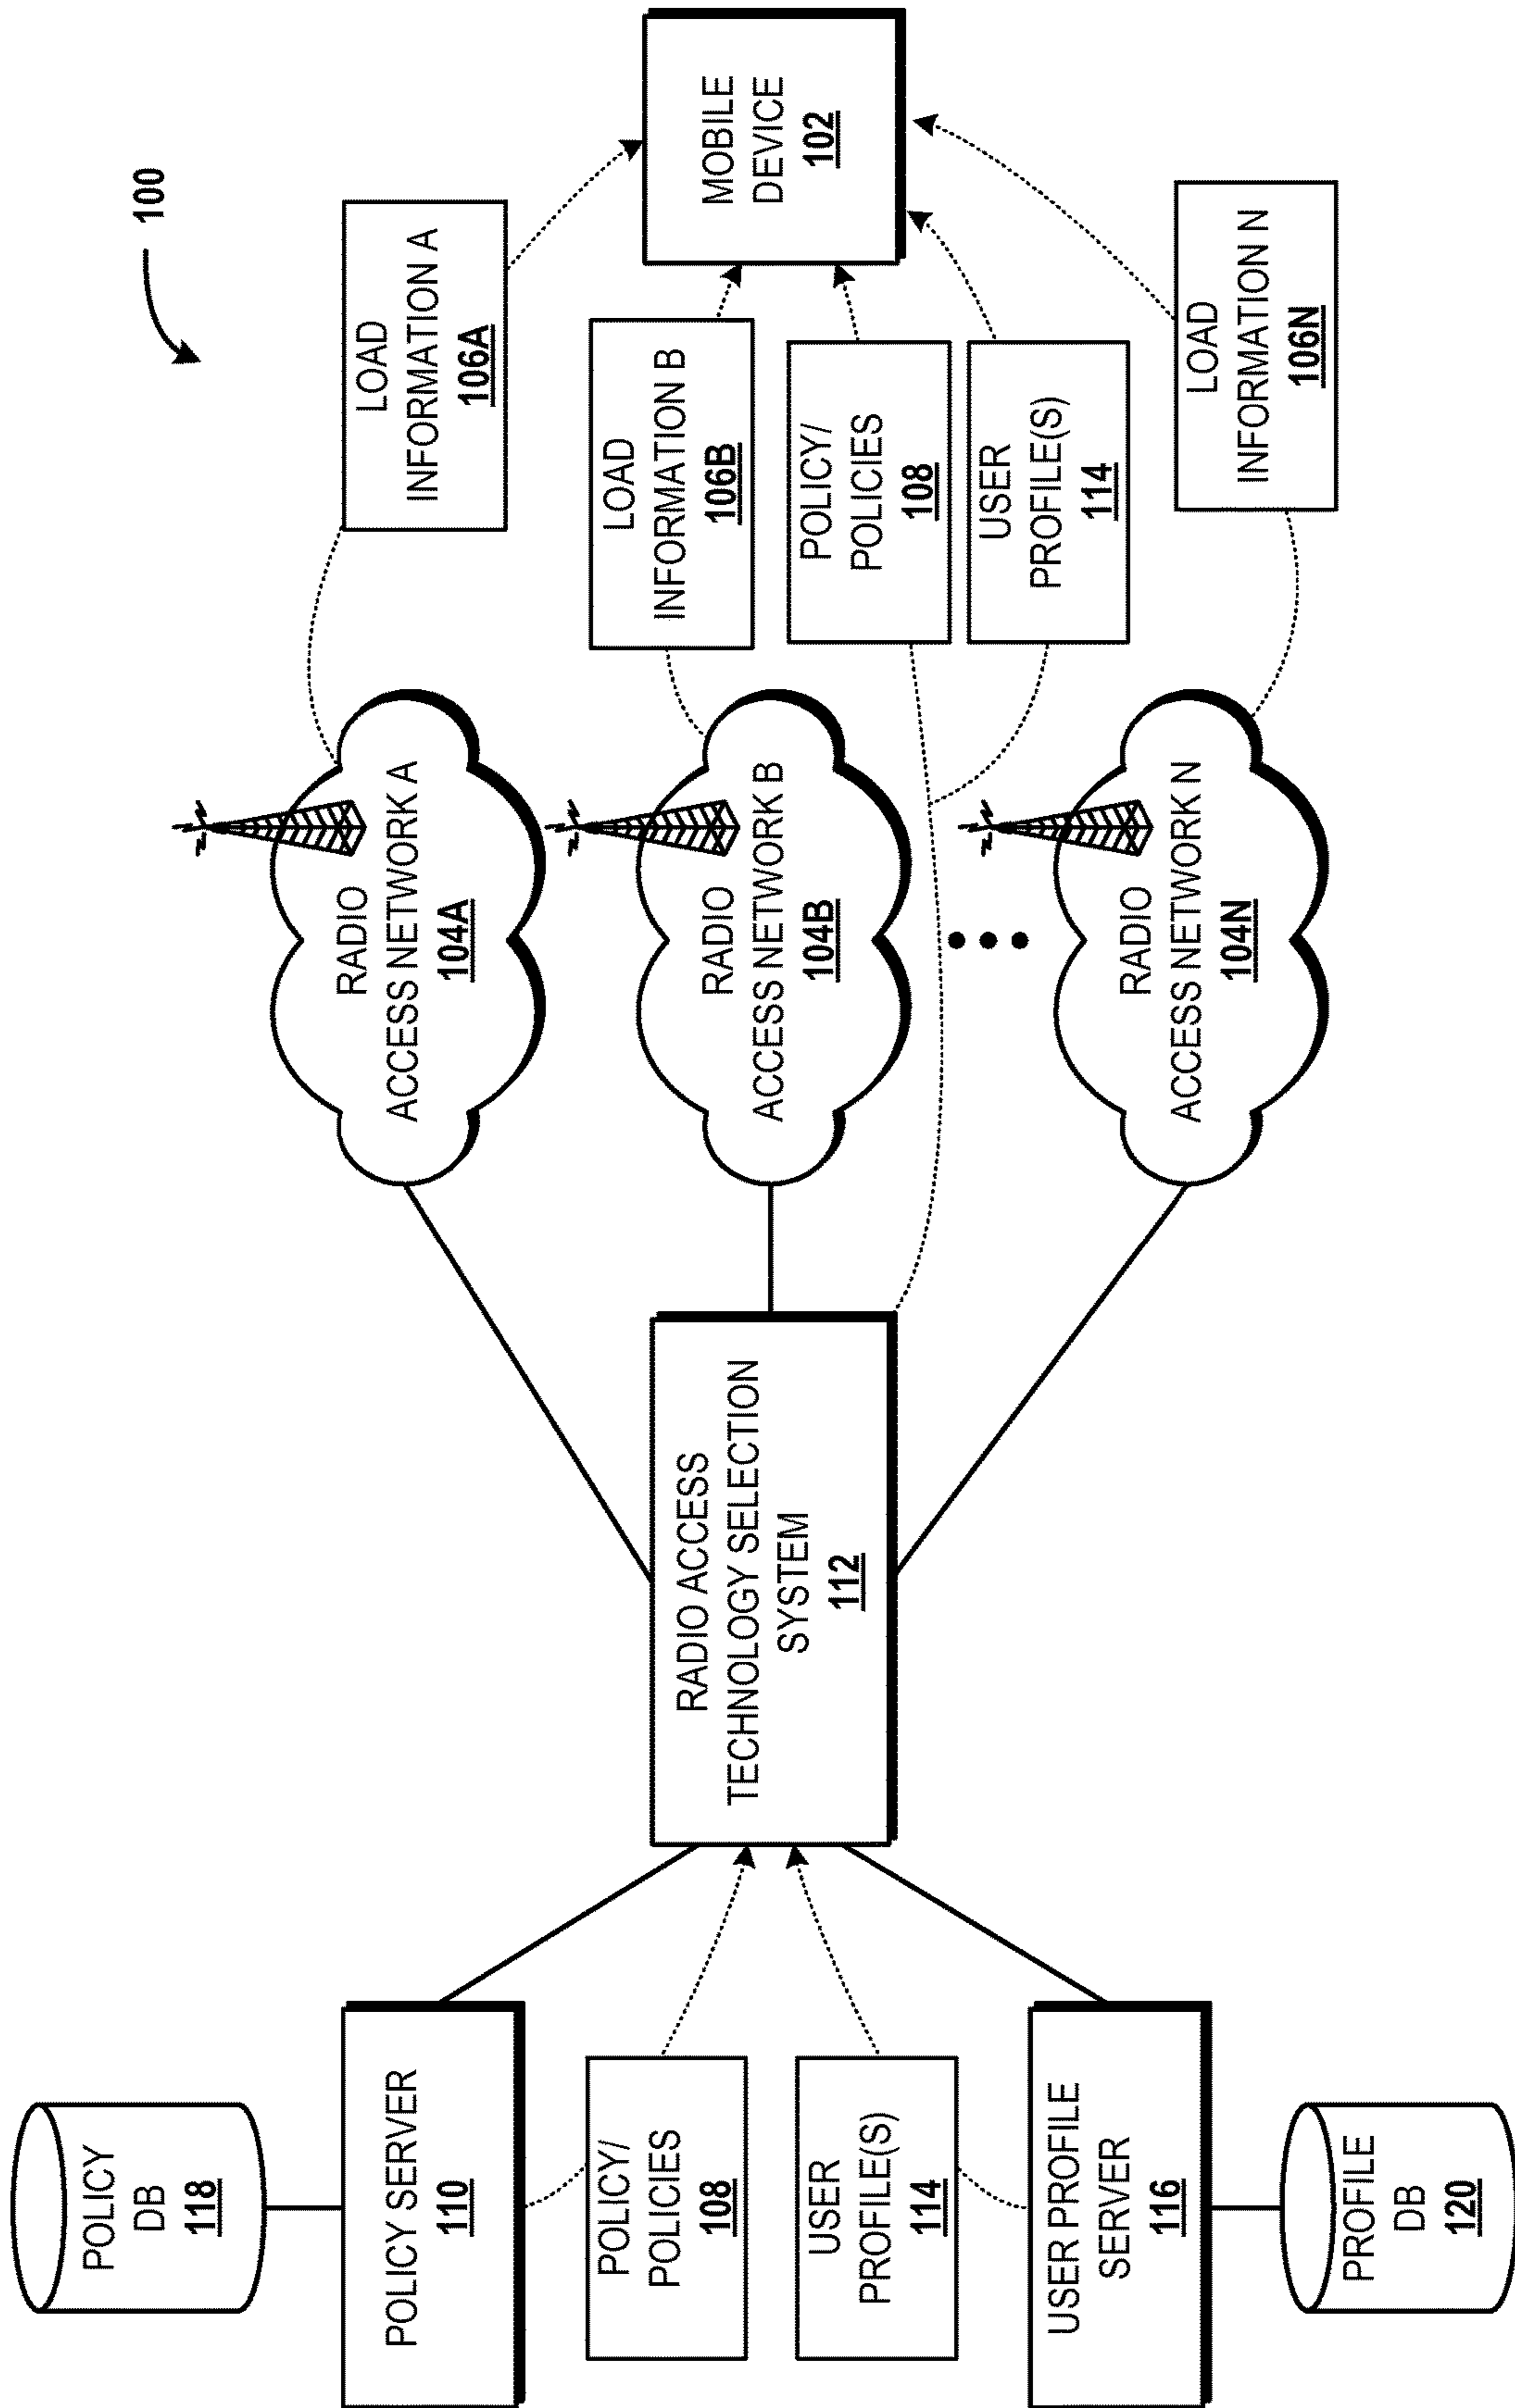 100
POLICY
DB
118
POLICY SERVER
110
POLICY/
POLICIES
108
USER
PROFILE(S)
114
USER PROFILE
SERVER
116
PROFILE
DB
120
RADIO ACCESS
TECHNOLOGY SELECTION
SYSTEM
112
RADIO
ACCESS NETWORK A
104A
RADIO
ACCESS NETWORK B
104B
RADIO
ACCESS NETWORK N
104N
LOAD
INFORMATION A
106A
LOAD
INFORMATION B
106B
POLICY/
POLICIES
108
USER
PROFILE(S)
114
LOAD
INFORMATION N
106N
MOBILE
DEVICE
102